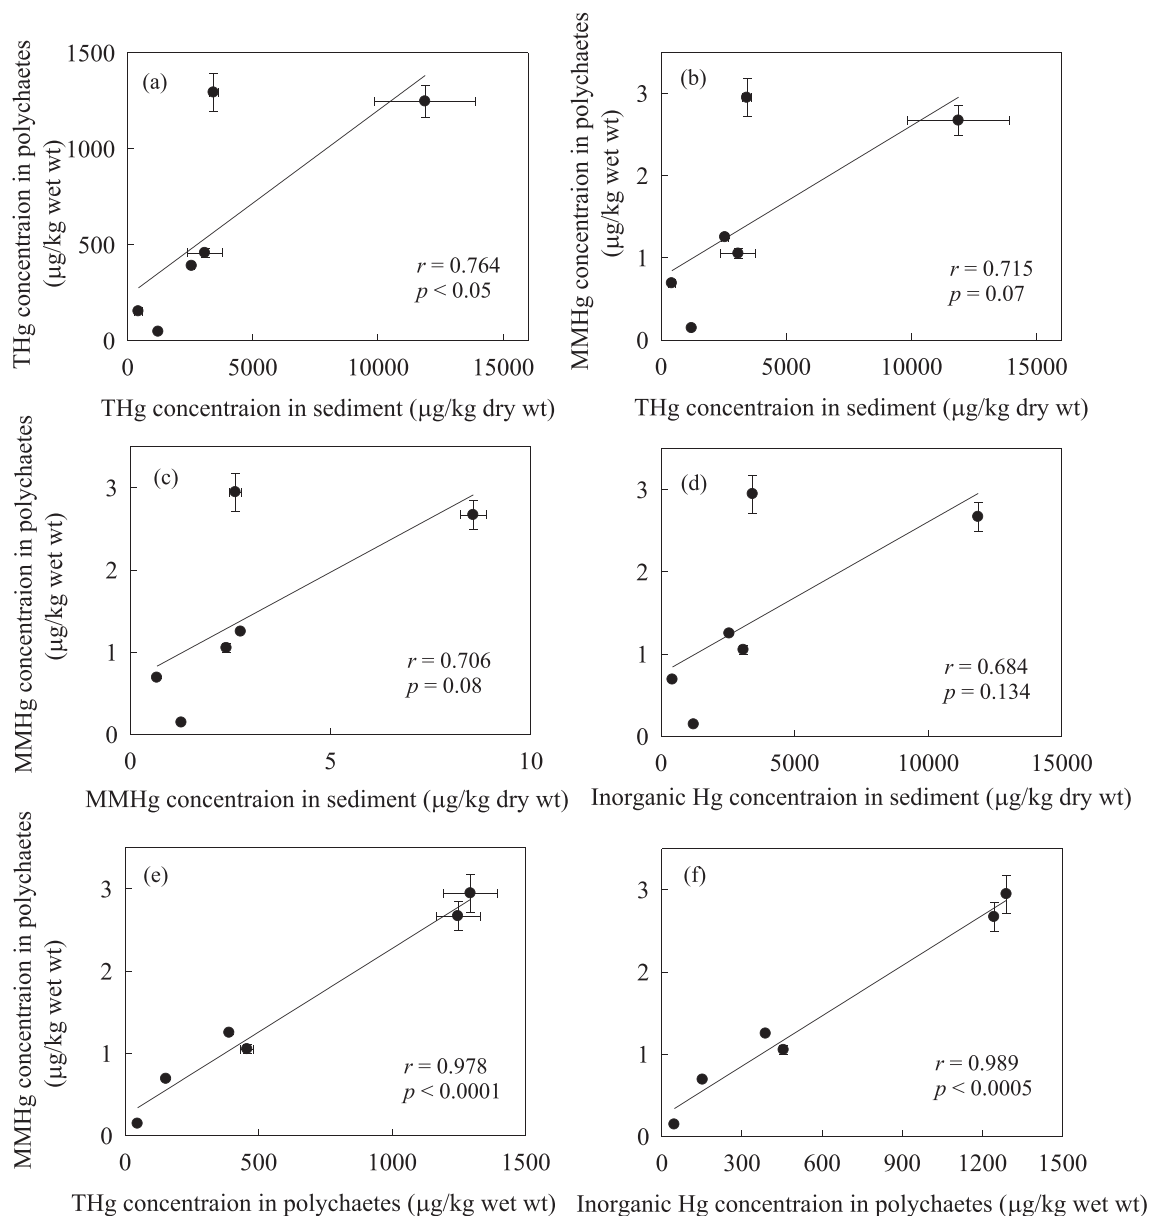 THg concentraion in polychaetes
(µg/kg wet wt)
1500
1000
500
0
(a)
r = 0.764
p < 0.05
0 5000 10000 15000
THg concentraion in sediment (µg/kg dry wt)
MMHg concentraion in polychaetes
(µg/kg wet wt)
3
2
1
0
(b)
r = 0.715
p = 0.07
0 5000 10000 15000
THg concentraion in sediment (µg/kg dry wt)
MMHg concentraion in polychaetes
(µg/kg wet wt)
3
2
1
0
(c)
r = 0.706
p = 0.08
0 5 10
MMHg concentraion in sediment (µg/kg dry wt)
3
2
1
0
(d)
r = 0.684
p = 0.134
0 5000 10000 15000
Inorganic Hg concentraion in sediment (µg/kg dry wt)
MMHg concentraion in polychaetes
(µg/kg wet wt)
3
2
1
0
(e)
r = 0.978
p < 0.0001
0 500 1000 1500
THg concentraion in polychaetes (µg/kg wet wt)
3
2
1
0
(f)
r = 0.989
p < 0.0005
0 300 600 900 1200 1500
Inorganic Hg concentraion in polychaetes (µg/kg wet wt)